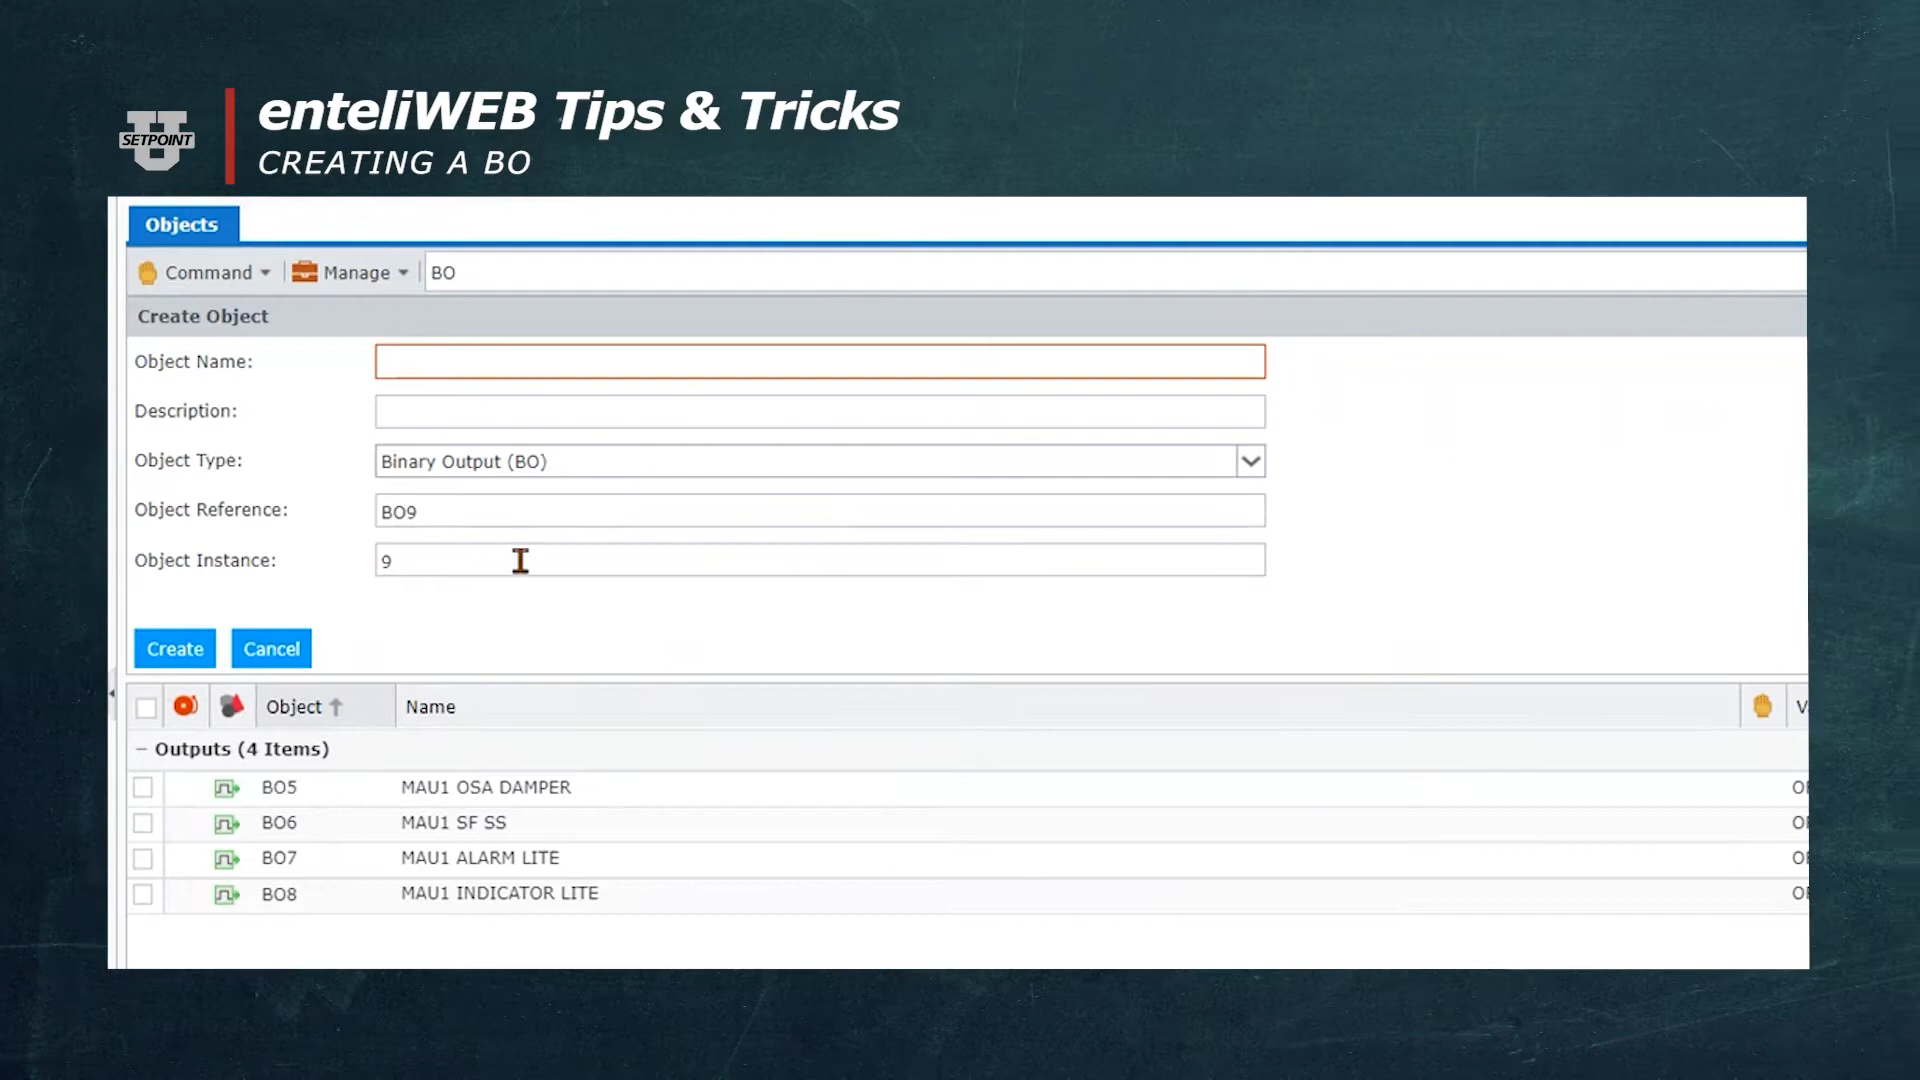 enteliWEB Tips & Tricks
SETPOINT
CREATING A BO
Objects
Command Manage BO
Create Object
Object Name:
Description:
Object Type: Binary Output (BO)
Object Reference: BO9
Object Instance: 9
Create Cancel
Object Name
Outputs (4 Items)
BO5 MAU1 OSA DAMPER
BO6 MAU1 SF SS
BO7 MAU1 ALARM LITE
BO8 MAU1 INDICATOR LITE